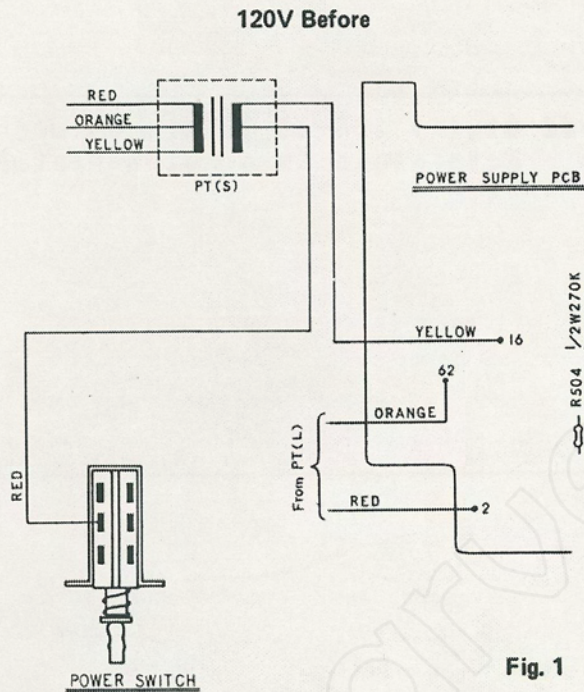 120V Before
RED
ORANGE
YELLOW
PT(S)
POWER SUPPLY PCB
YELLOW
16
62
ORANGE
From PT(L)
RED
2
R504 1/2W270K
RED
POWER SWITCH
Fig. 1